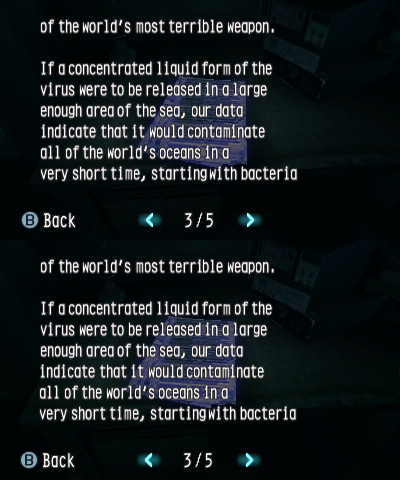 of the world's most terrible weapon.
If a concentrated liquid form of the
virus were to be released in a large
enough area of the sea, our data
indicate that it would contaminate
all of the world's oceans in a
very short time, starting with bacteria
B Back
3/5
of the world's most terrible weapon.
If a concentrated liquid form of the
virus were to be released in a large
enough area of the sea, our data
indicate that it would contaminate
all of the world's oceans in a
very short time, starting with bacteria
B Back
3/5